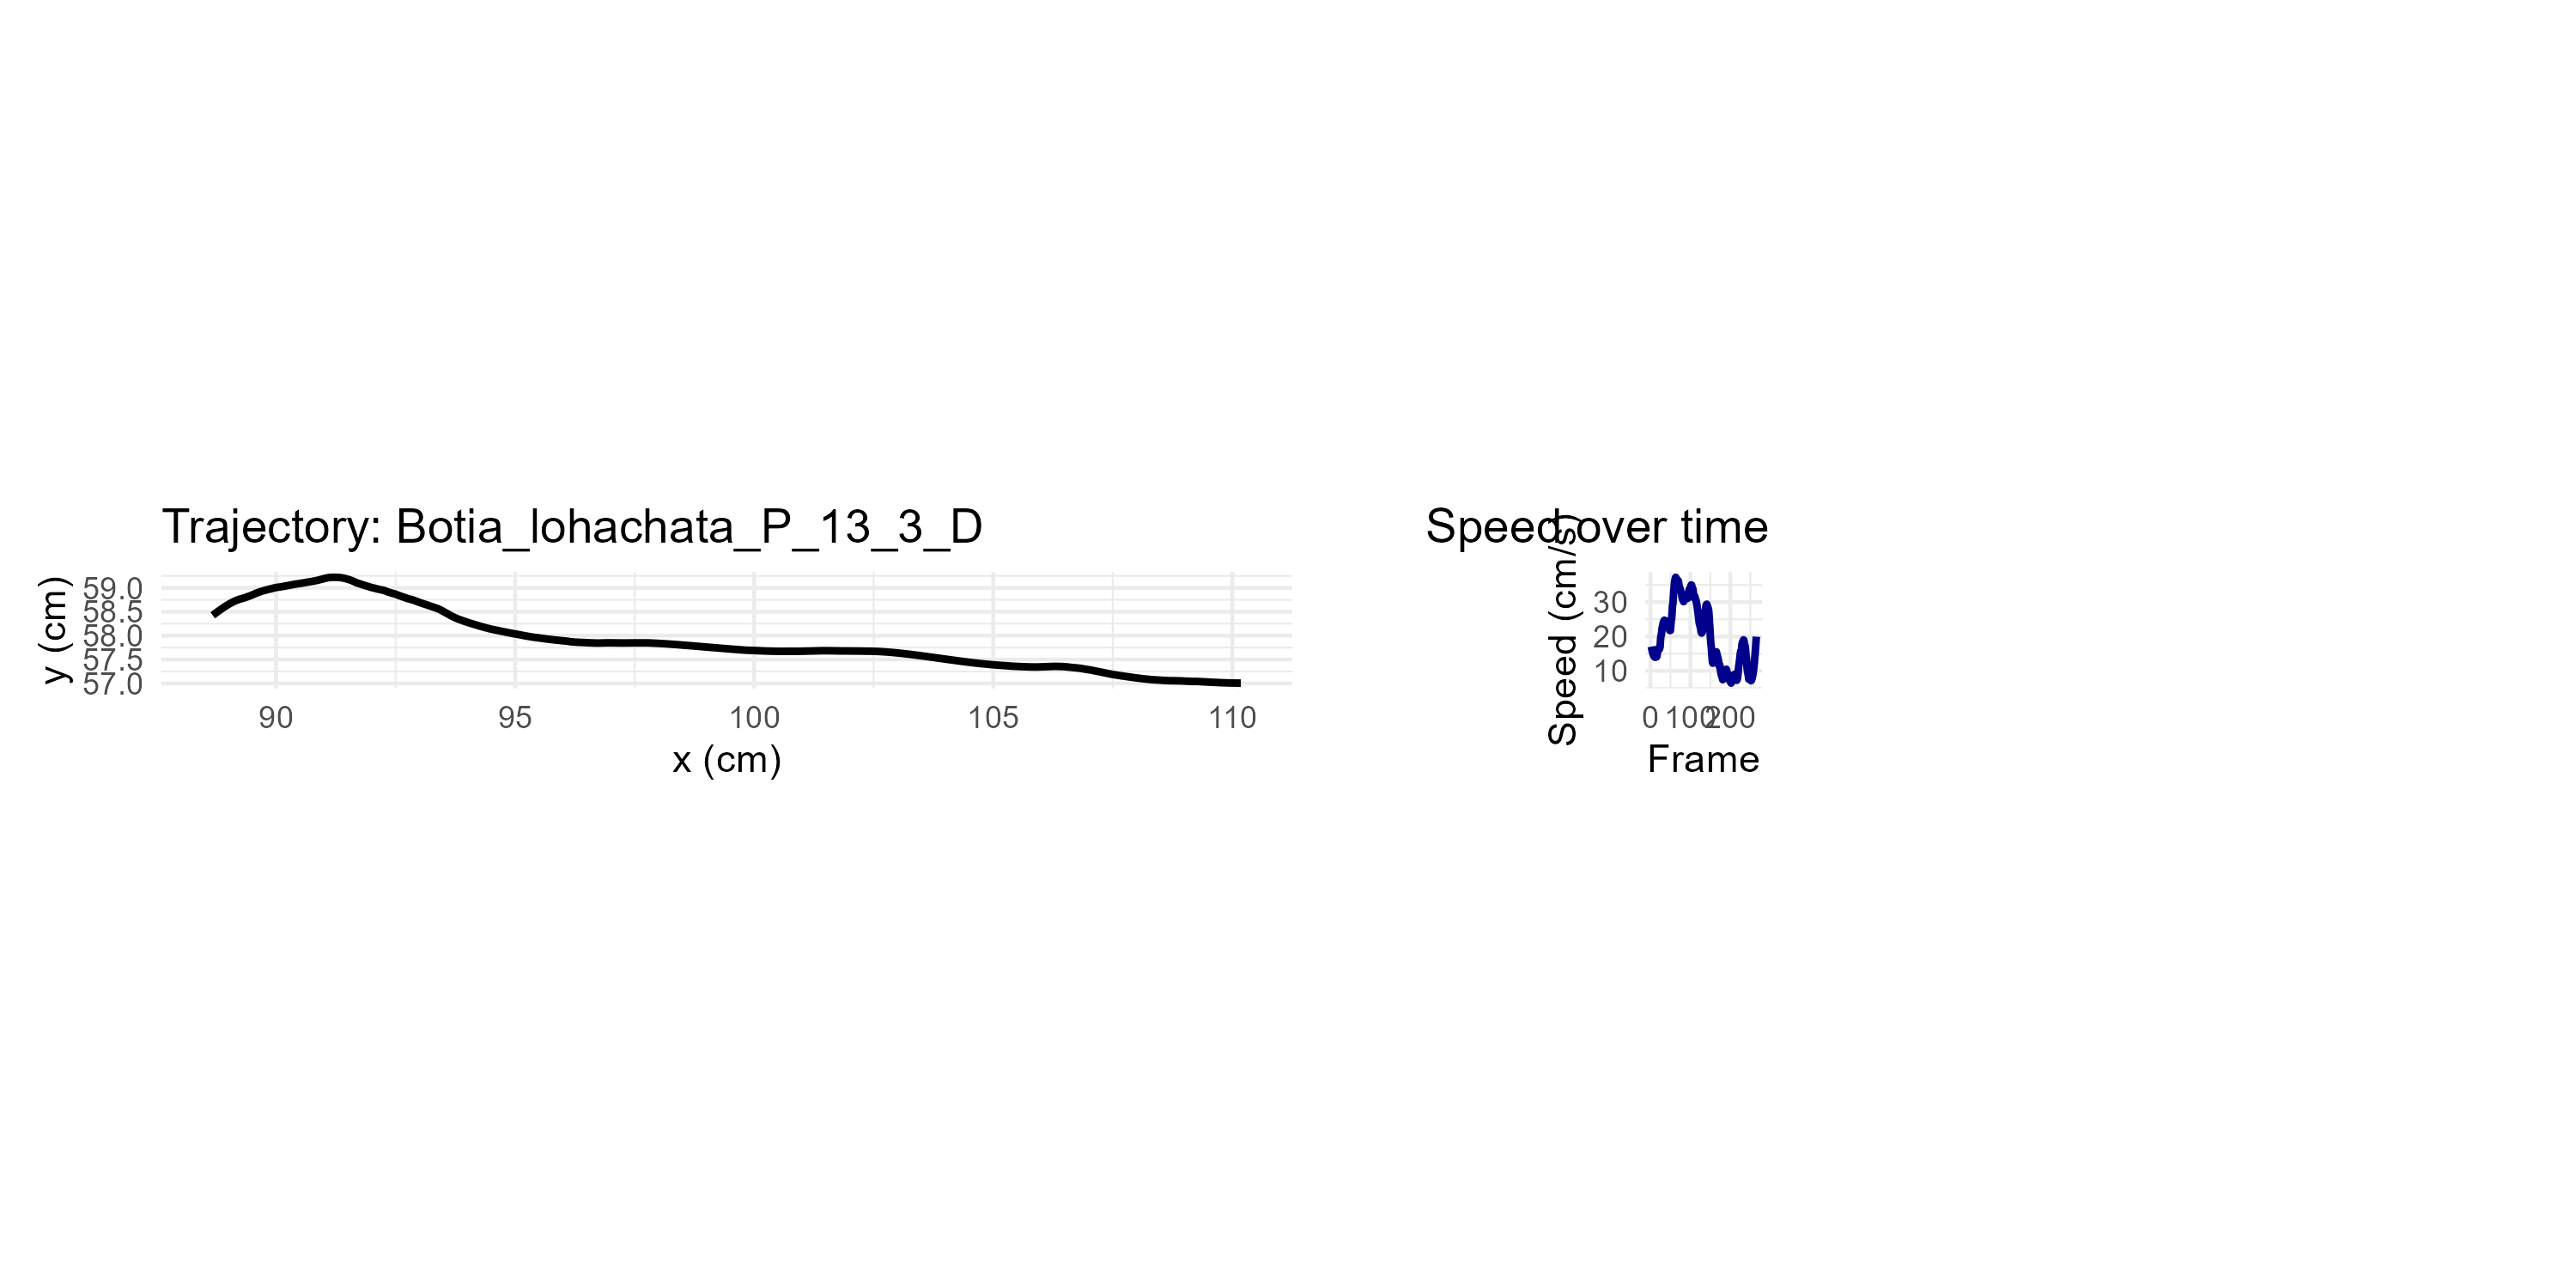 Trajectory: Botia_lohachata_P_13_3_D
y (cm)
59.0
58.5
58.0
57.5
57.0
90 95 100 105 110
x (cm)
Speed over time
Speed (cm/s)
30
20
10
0 100 200
Frame